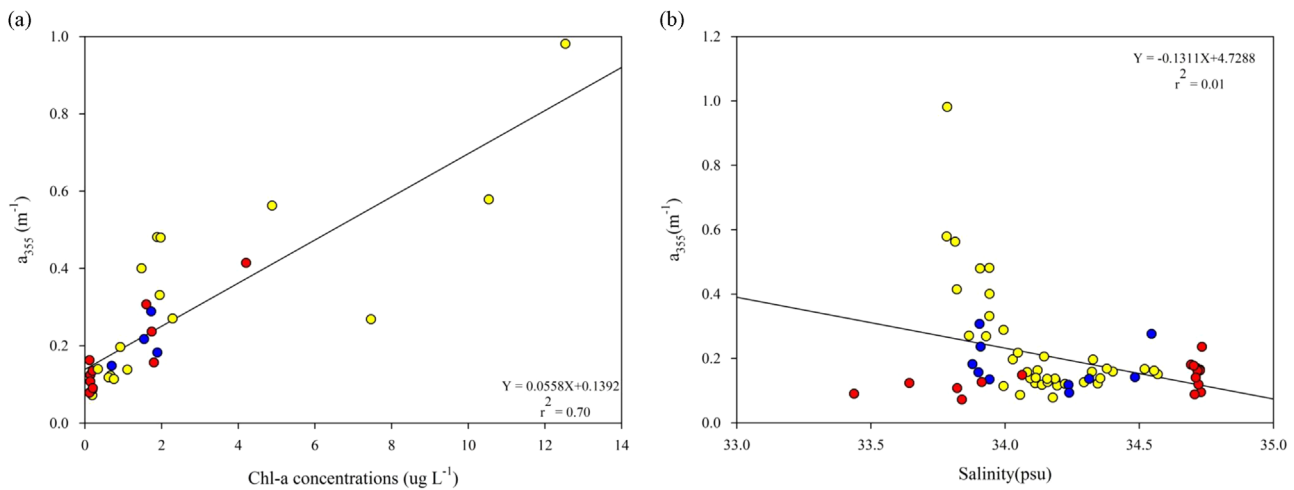 (a)
1.0
0.8
0.6
0.4
0.2
0.0
a355 (m-1)
0 2 4 6 8 10 12 14
Chl-a concentrations (ug L-1)
Y = 0.0558X+0.1392
r2 = 0.70
(b)
1.2
1.0
0.8
0.6
0.4
0.2
0.0
a355(m-1)
33.0 33.5 34.0 34.5 35.0
Salinity(psu)
Y = -0.1311X+4.7288
r2 = 0.01